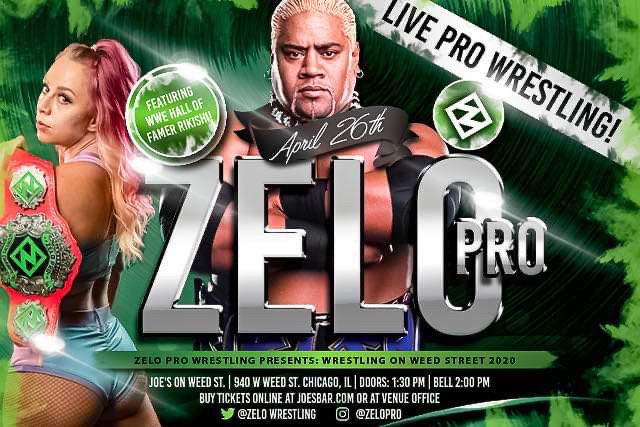 LIVE PRO WRESTLING!
FEATURING
WWE HALL OF
FAMER RIKISHI!
April 26th
ZELO
PRO
ZELO PRO WRESTLING PRESENTS: WRESTLING ON WEED STREET 2020
JOE'S ON WEED ST. | 940 W WEED ST. CHICAGO, IL | DOORS: 1:30 PM | BELL 2:00 PM
BUY TICKETS ONLINE AT JOESBAR.COM OR AT VENUE OFFICE
@ZELO WRESTLING @ZELOPRO